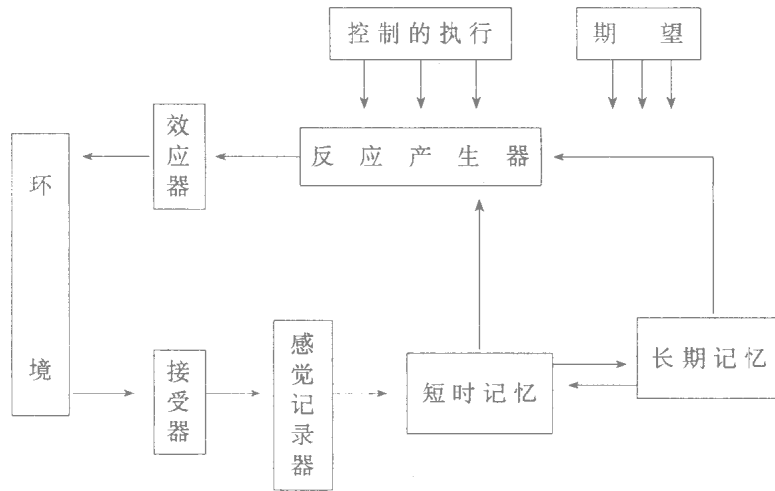 控制的执行
期望
效应器
反应产生器
环境
接受器
感觉记录器
短时记忆
长期记忆